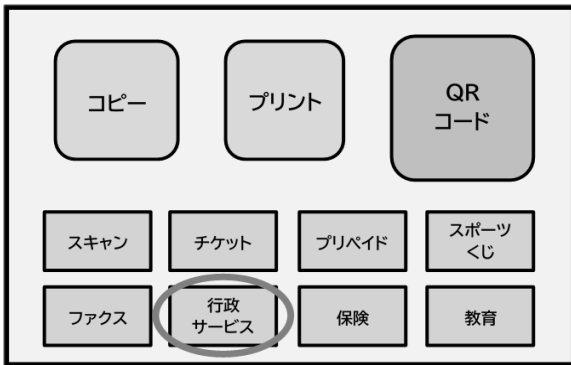 コピー
プリント
QR
コード
スキャン
チケット
プリペイド
スポーツ
くじ
ファクス
行政
サービス
保険
教育